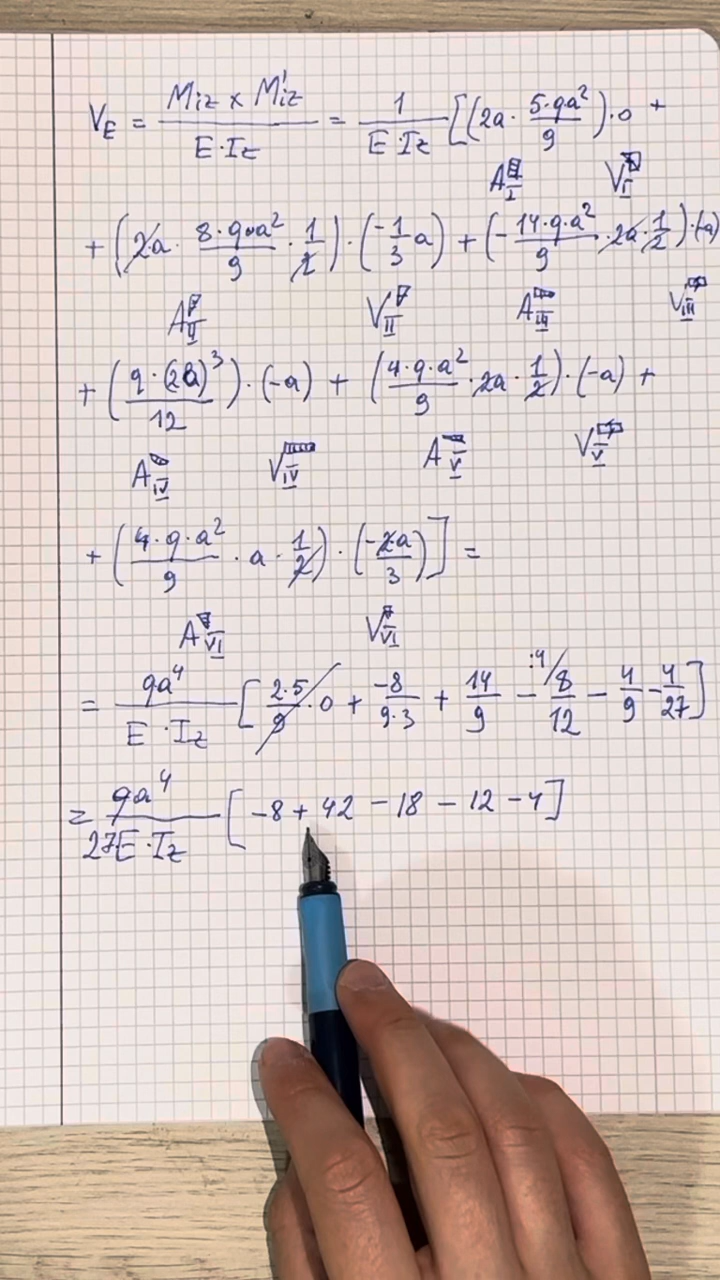 V_E = (M_iz × M'_iz)/(E·I_z) = 1/(E·I_z) [(2a · (5·qa²)/9)·0 +
A_I V_II
+ (2a · (8·q·a²)/9 · 1/2) · (-1/3 a) + (-(14·q·a²)/9 · 2a · 1/2)·(-a)
A_II V_II A_III V_III
+ ((q·(2a)³)/12) · (-a) + ((4·q·a²)/9 · 2a · 1/2) · (-a) +
A_IV V_IV A_V V_V
+ ((4·q·a²)/9 · a · 1/2) · (-2a/3)] =
A_VI V_VI
= qa⁴/(E·I_z) [(2·5)/9 · 0 + -8/(9·3) + 14/9 - :4/ 8/12 - 4/9 - 4/27]
= qa⁴/(27E·I_z) [-8 + 42 - 18 - 12 - 4]